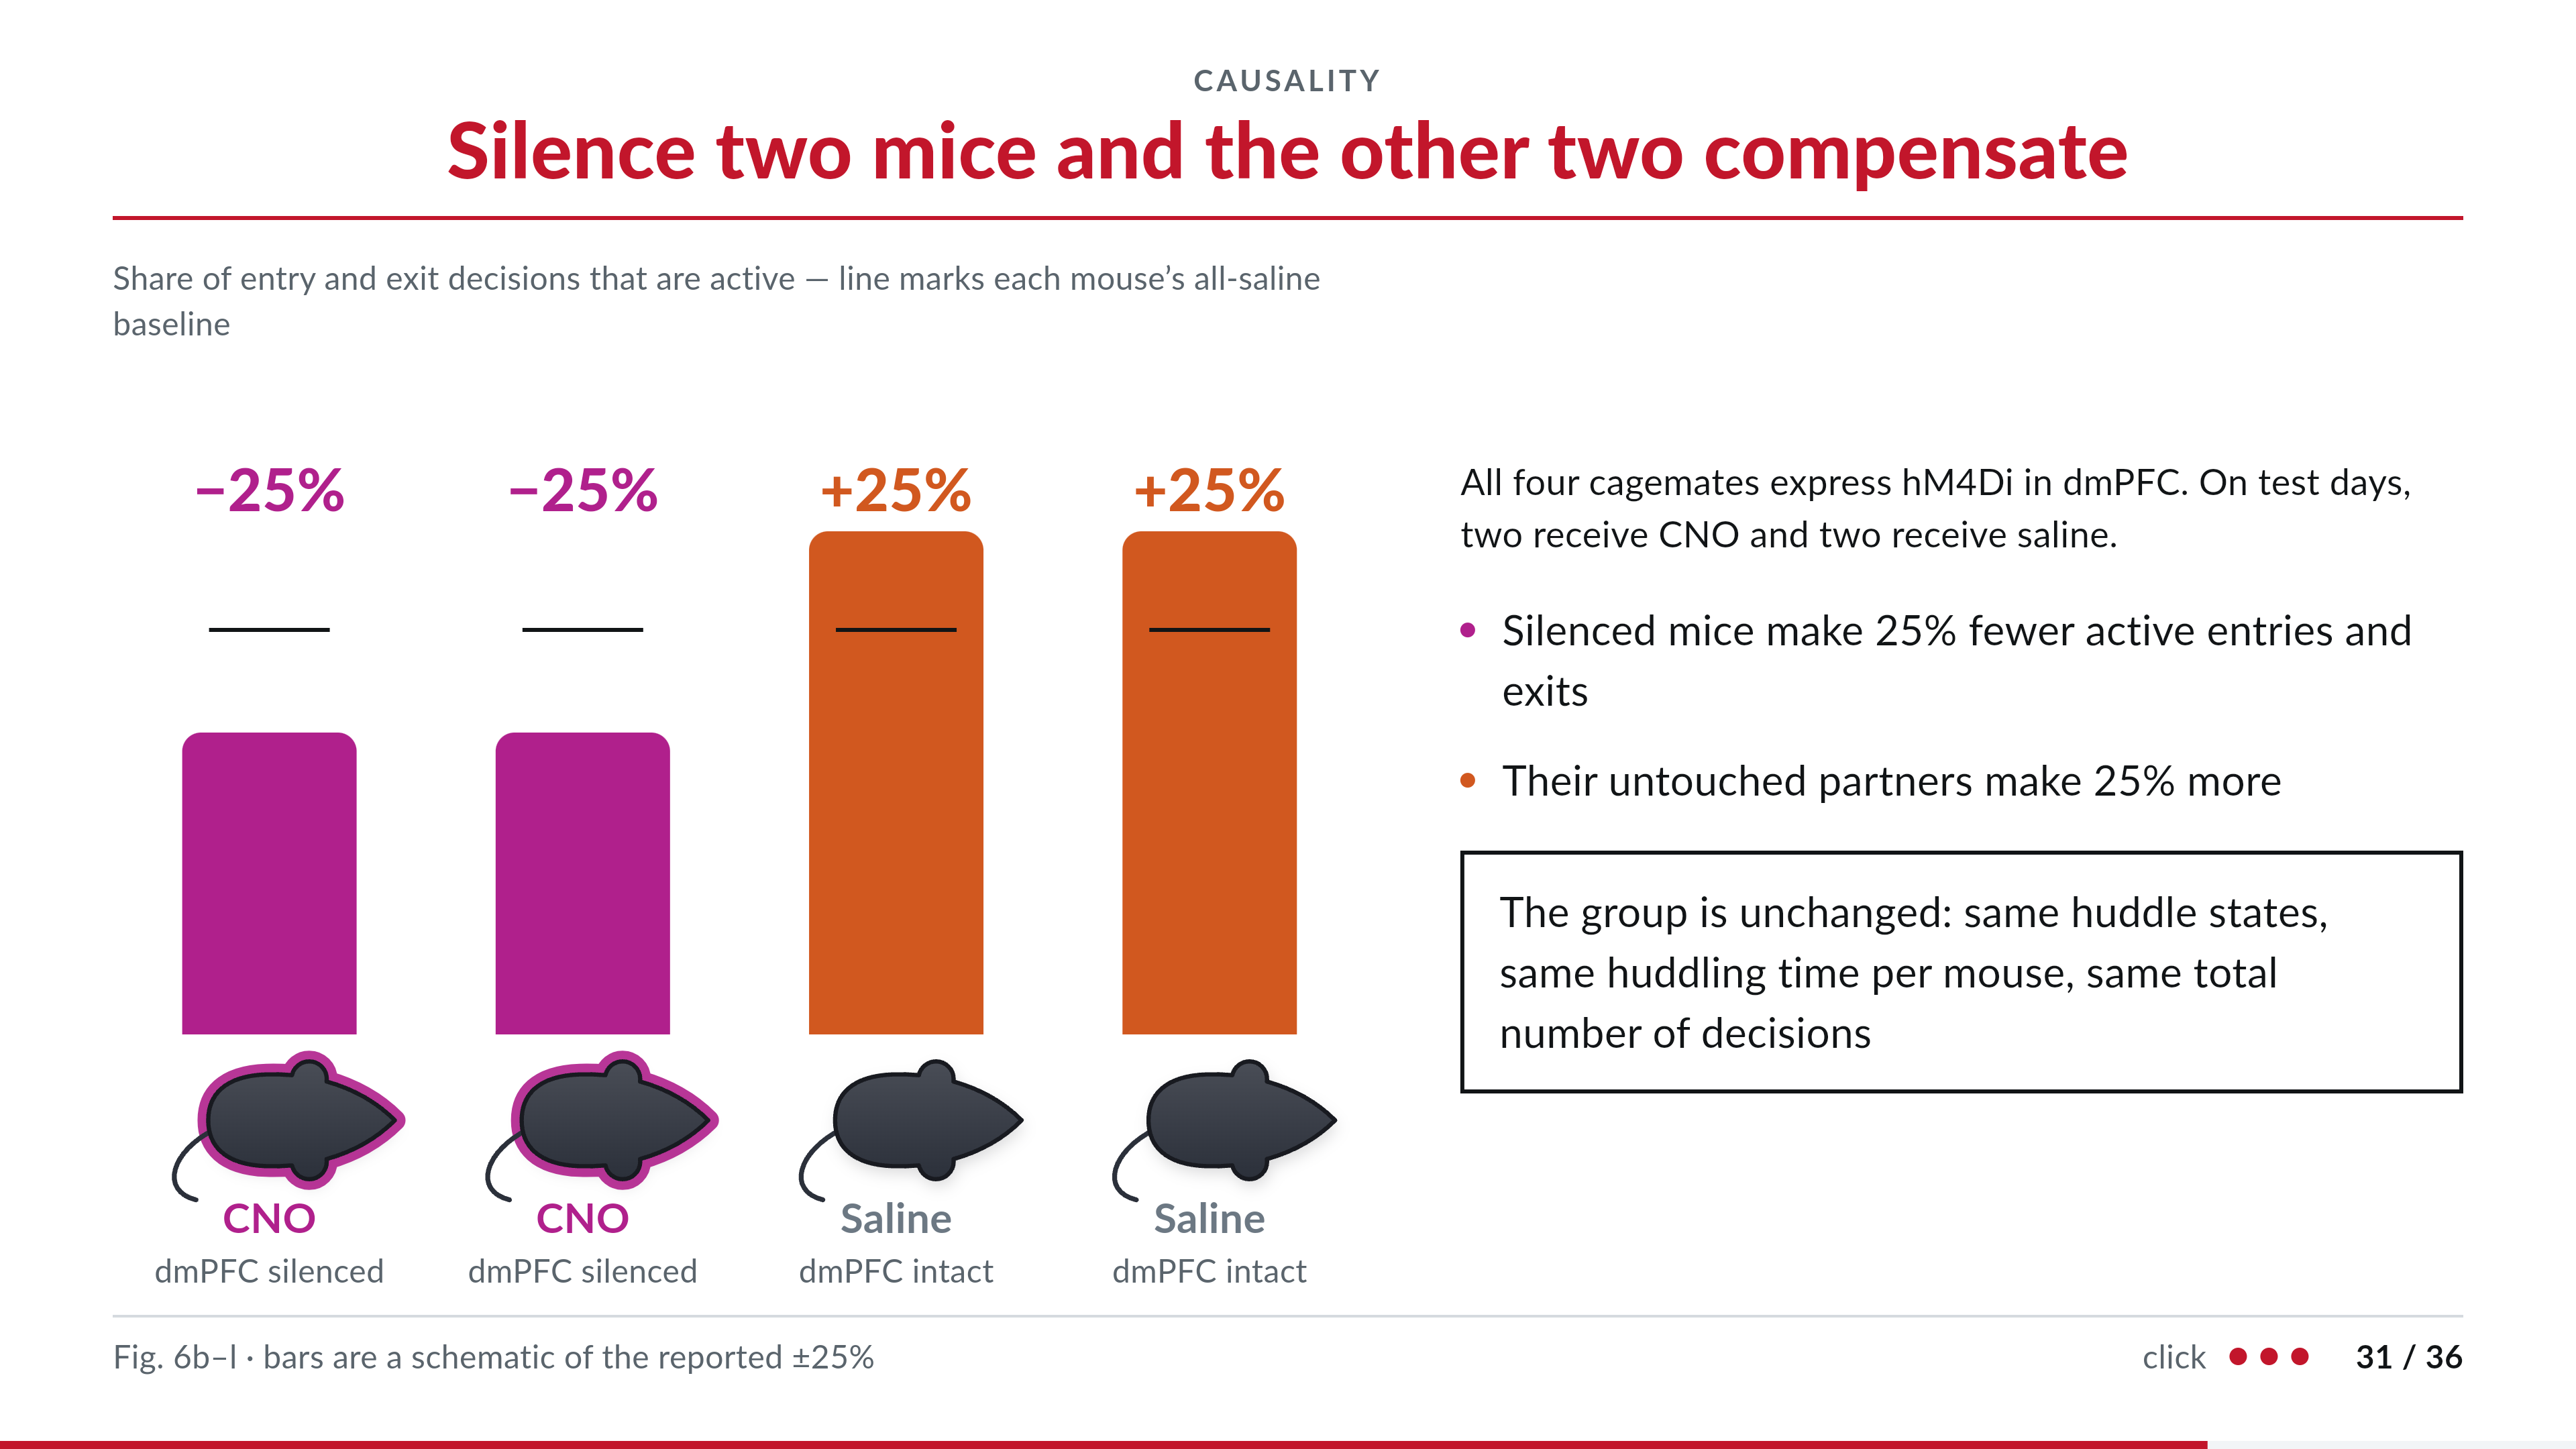 CAUSALITY
Silence two mice and the other two compensate
Share of entry and exit decisions that are active — line marks each mouse’s all-saline
baseline
−25%
−25%
+25%
+25%
CNO
CNO
Saline
Saline
dmPFC silenced
dmPFC silenced
dmPFC intact
dmPFC intact
All four cagemates express hM4Di in dmPFC. On test days,
two receive CNO and two receive saline.
• Silenced mice make 25% fewer active entries and
exits
• Their untouched partners make 25% more
The group is unchanged: same huddle states,
same huddling time per mouse, same total
number of decisions
Fig. 6b–l · bars are a schematic of the reported ±25%
click
31 / 36